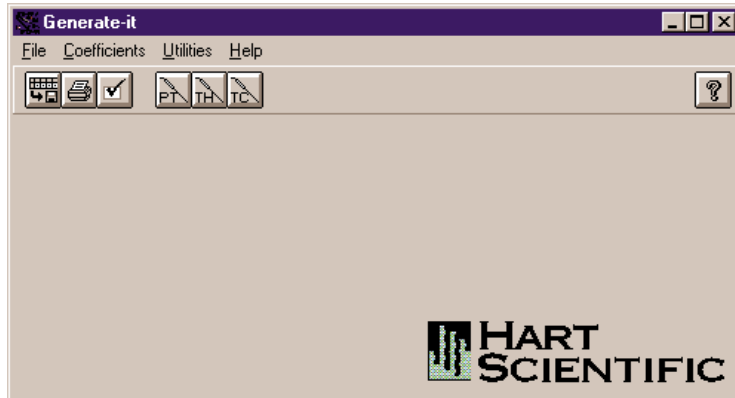 Generate-it
File Coefficients Utilities Help
PT TH TC ?
HART
SCIENTIFIC